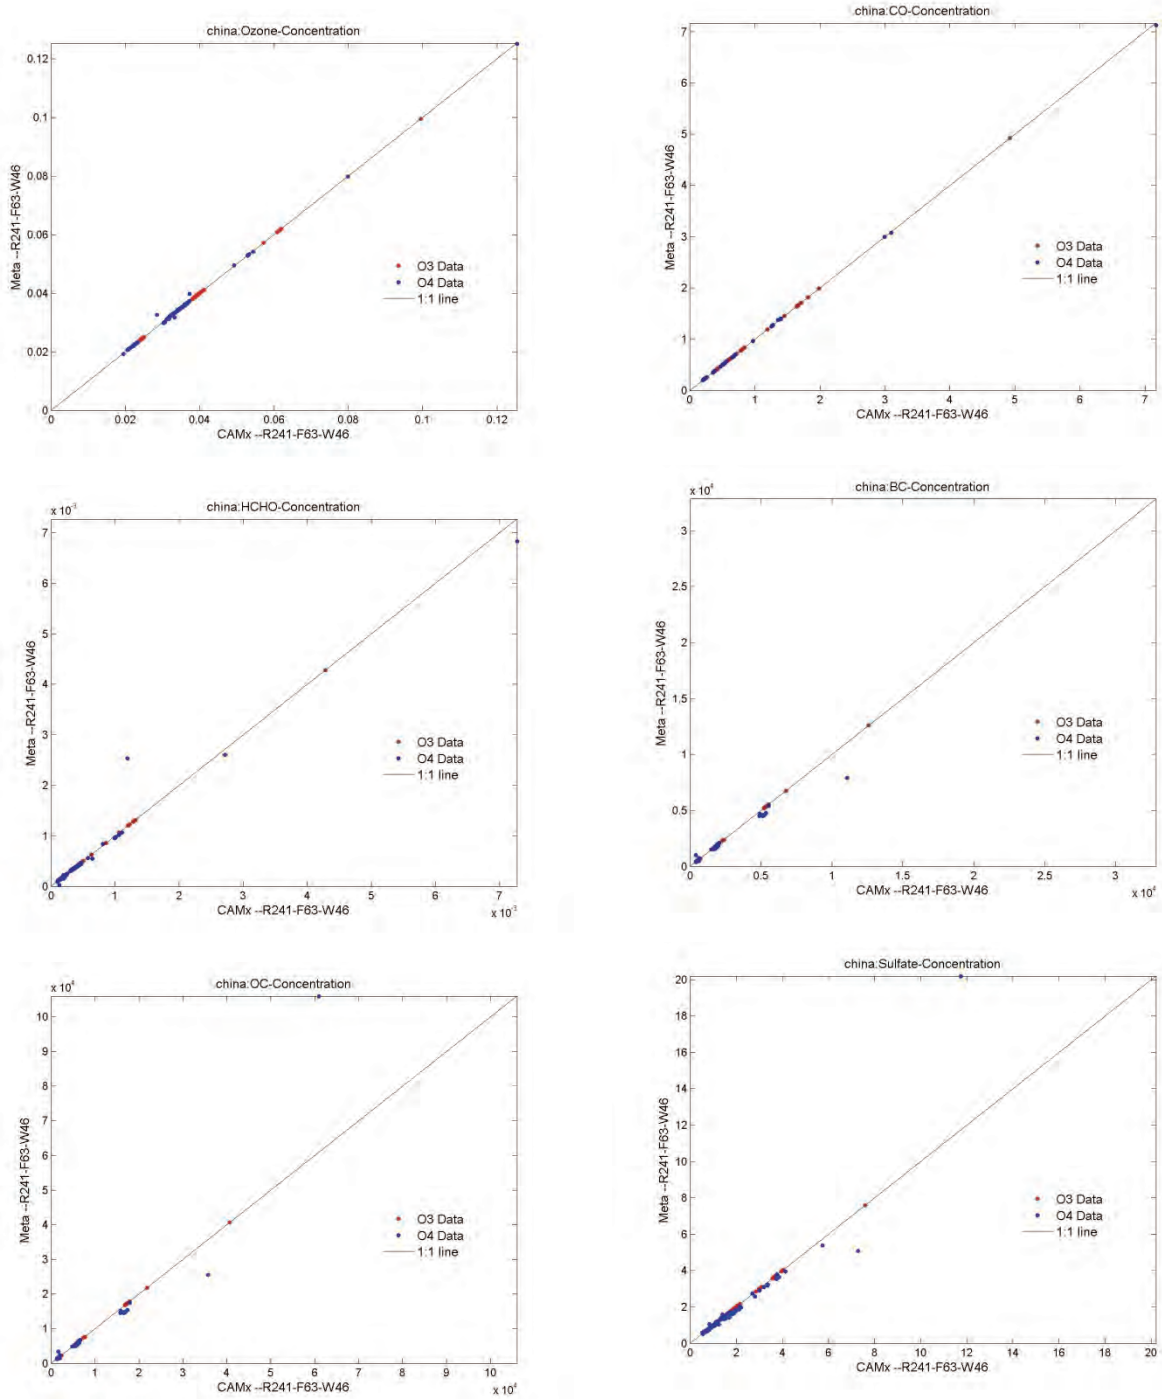 china:Ozone-Concentration
0.12
0.1
0.08
0.06
0.04
0.02
0
Meta --R241-F63-W46
O3 Data
O4 Data
1:1 line
0.02 0.04 0.06 0.08 0.1 0.12
CAMx --R241-F63-W46
china:CO-Concentration
7
6
5
4
3
2
1
0
Meta --R241-F63-W46
O3 Data
O4 Data
1:1 line
0 1 2 3 4 5 6 7
CAMx --R241-F63-W46
china:HCHO-Concentration
x 10⁻³
7
6
5
4
3
2
1
0
Meta --R241-F63-W46
O3 Data
O4 Data
1:1 line
0 1 2 3 4 5 6 7
x 10⁻³
CAMx --R241-F63-W46
china:BC-Concentration
x 10
3
2.5
2
1.5
1
0.5
0
Meta --R241-F63-W46
O3 Data
O4 Data
1:1 line
0 0.5 1 1.5 2 2.5 3
x 10
CAMx --R241-F63-W46
china:OC-Concentration
x 10
10
9
8
7
6
5
4
3
2
1
0
Meta --R241-F63-W46
O3 Data
O4 Data
1:1 line
0 1 2 3 4 5 6 7 8 9 10
x 10
CAMx --R241-F63-W46
china:Sulfate-Concentration
20
18
16
14
12
10
8
6
4
2
0
Meta --R241-F63-W46
O3 Data
O4 Data
1:1 line
0 2 4 6 8 10 12 14 16 18 20
CAMx --R241-F63-W46